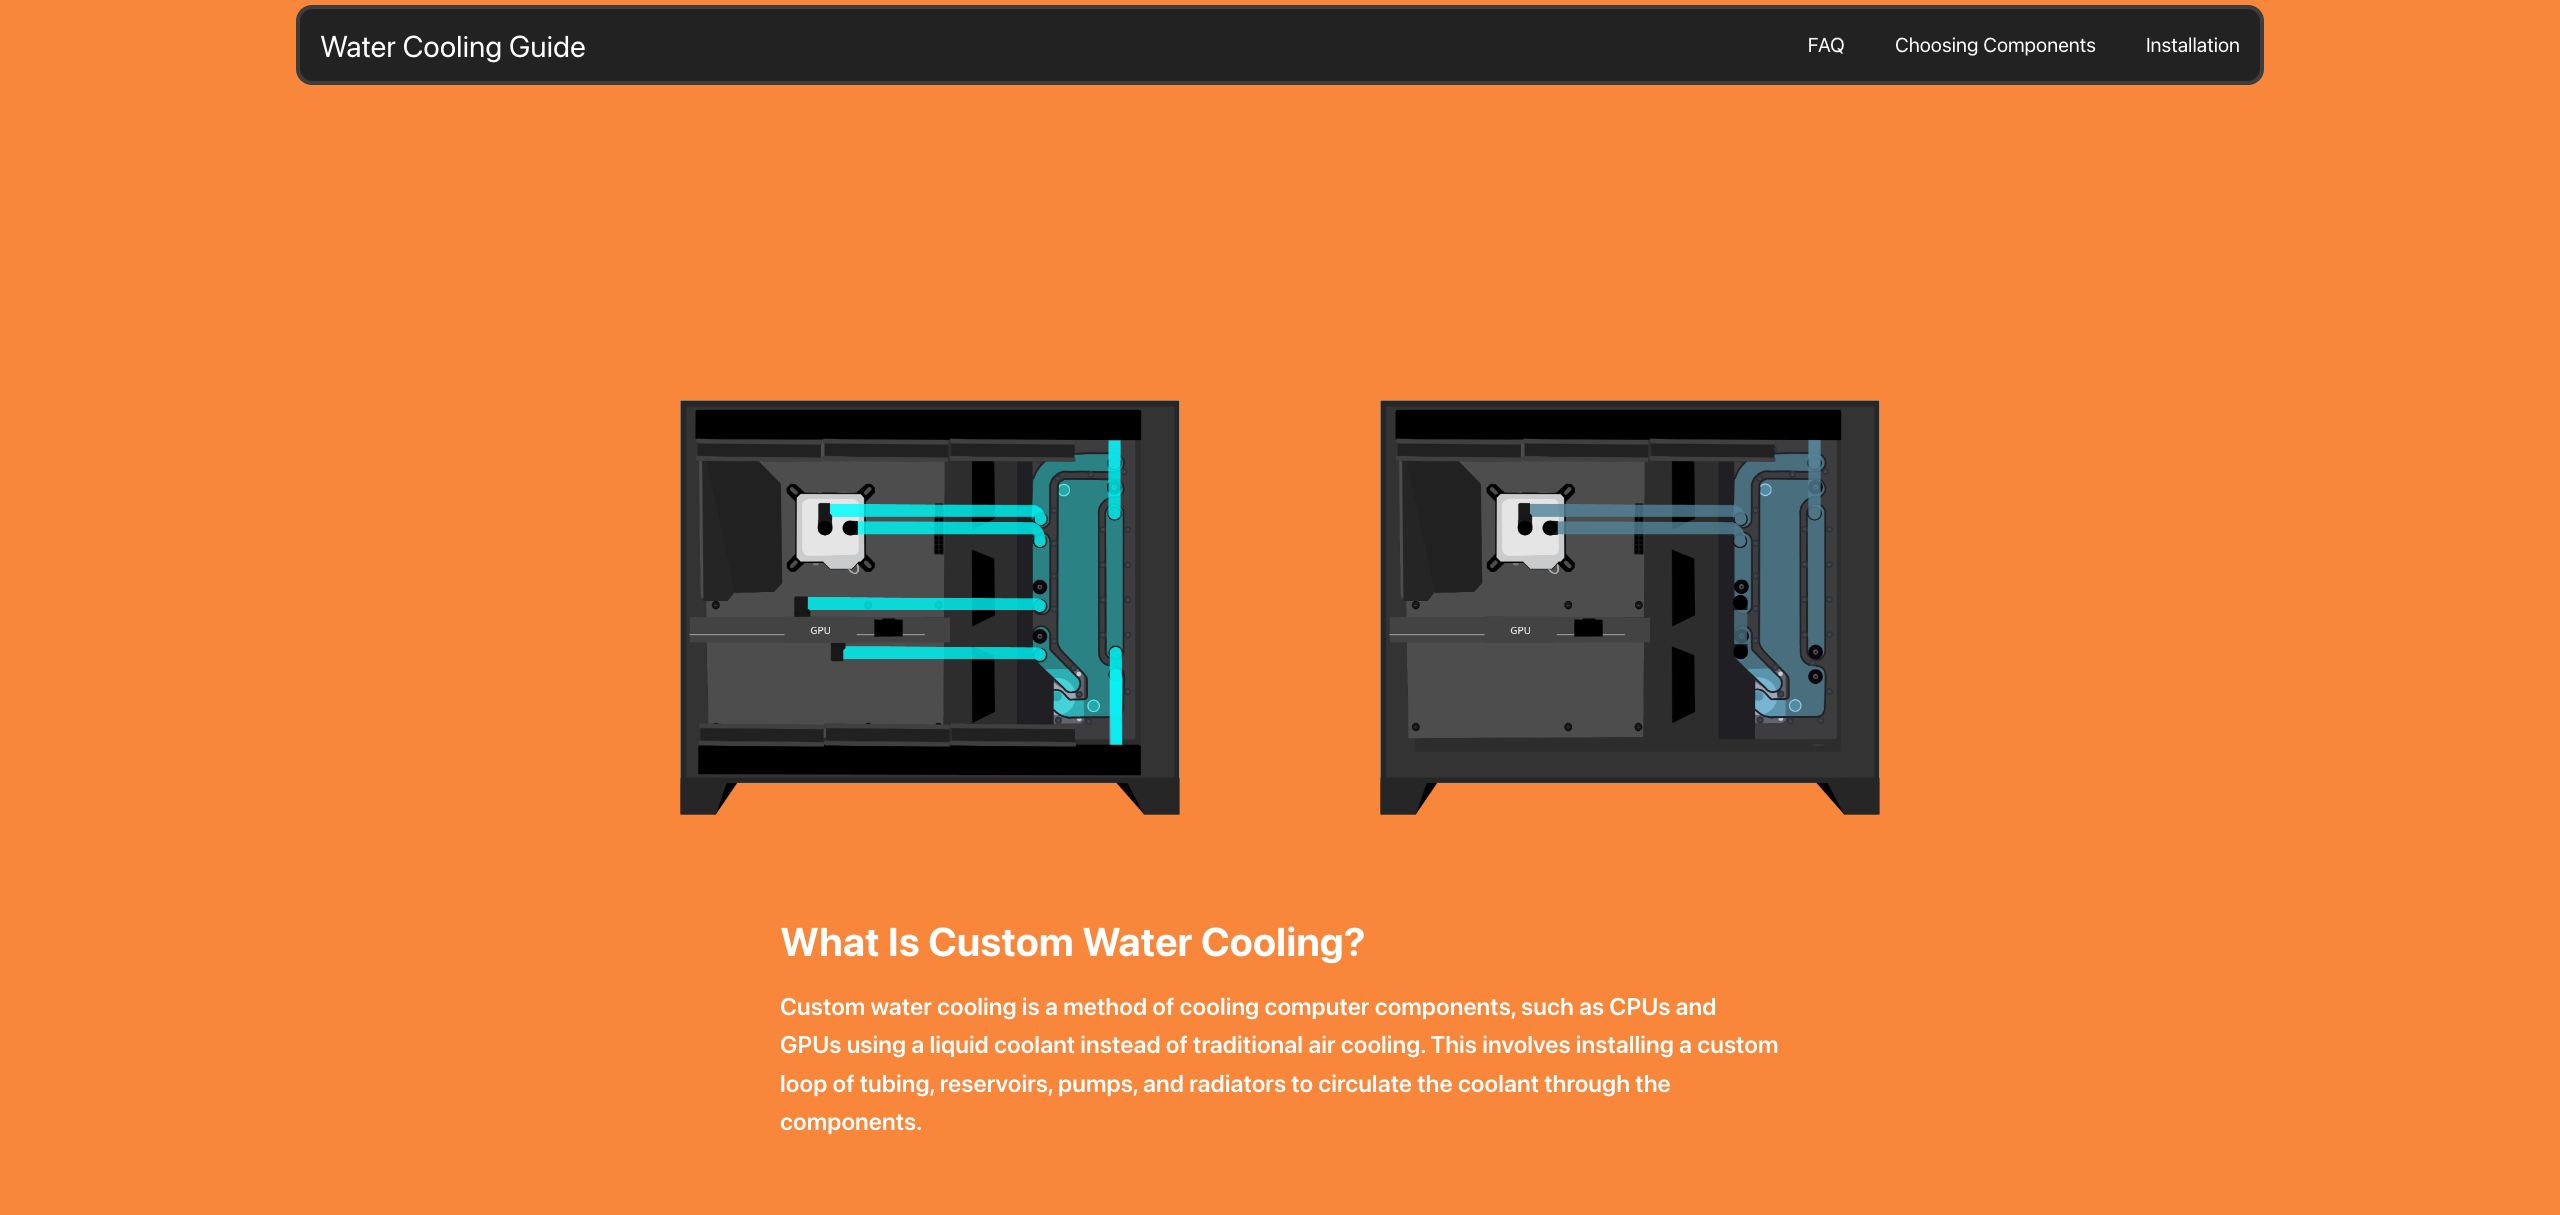 Water Cooling Guide
FAQ
Choosing Components
Installation
GPU
GPU
What Is Custom Water Cooling?
Custom water cooling is a method of cooling computer components, such as CPUs and
GPUs using a liquid coolant instead of traditional air cooling. This involves installing a custom
loop of tubing, reservoirs, pumps, and radiators to circulate the coolant through the
components.